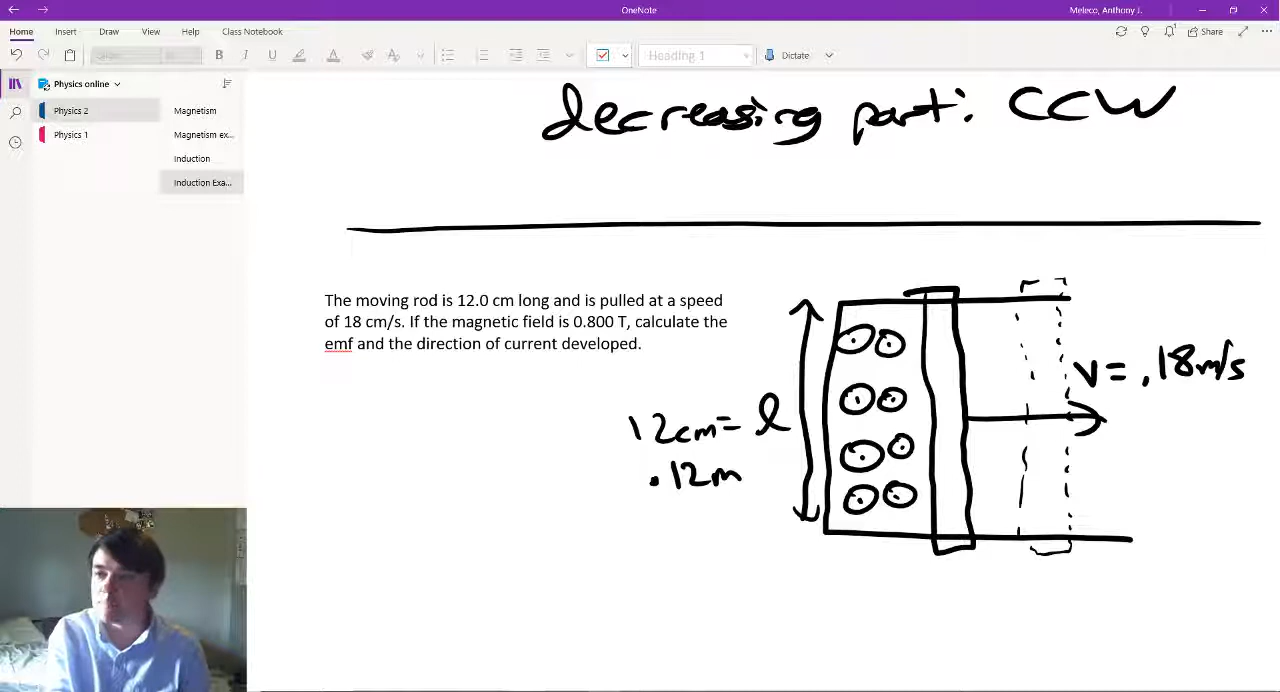 OneNote
Meleco, Anthony J.
Home Insert Draw View Help Class Notebook
Share
B I U A Heading 1 Dictate
Physics online
Physics 2
Physics 1
Magnetism
Magnetism ex...
Induction
Induction Exa...
decreasing part: CCW
The moving rod is 12.0 cm long and is pulled at a speed
of 18 cm/s. If the magnetic field is 0.800 T, calculate the
emf and the direction of current developed.
12cm= l
.12m
v= .18m/s